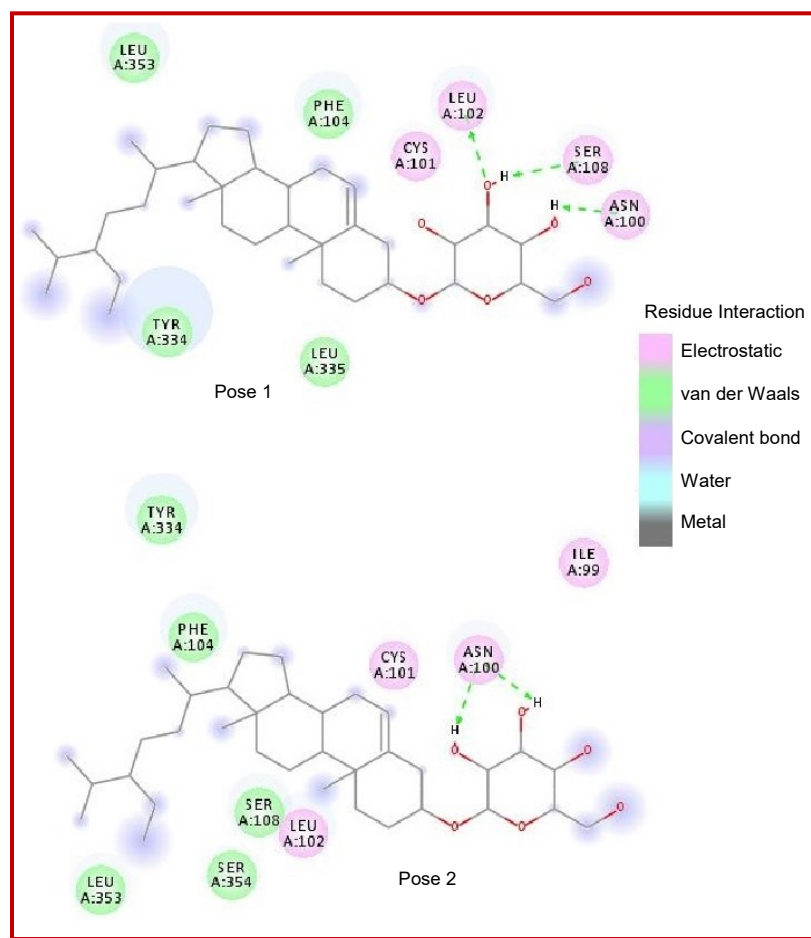 LEU
A:353
PHE
A:104
LEU
A:102
CYS
A:101
SER
A:108
ASN
A:100
H
H
O
O
O
O
O
O
TYR
A:334
LEU
A:335
Pose 1
Residue Interaction
Electrostatic
van der Waals
Covalent bond
Water
Metal
TYR
A:334
ILE
A:99
PHE
A:104
CYS
A:101
ASN
A:100
H
H
O
O
O
O
O
O
SER
A:108
LEU
A:102
SER
A:354
LEU
A:353
Pose 2